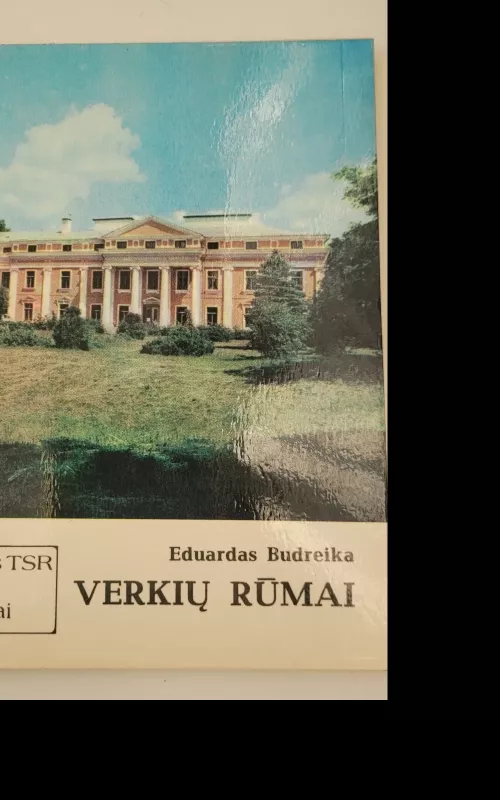 TSR
ai
Eduardas Budreika
VERKIŲ RŪMAI